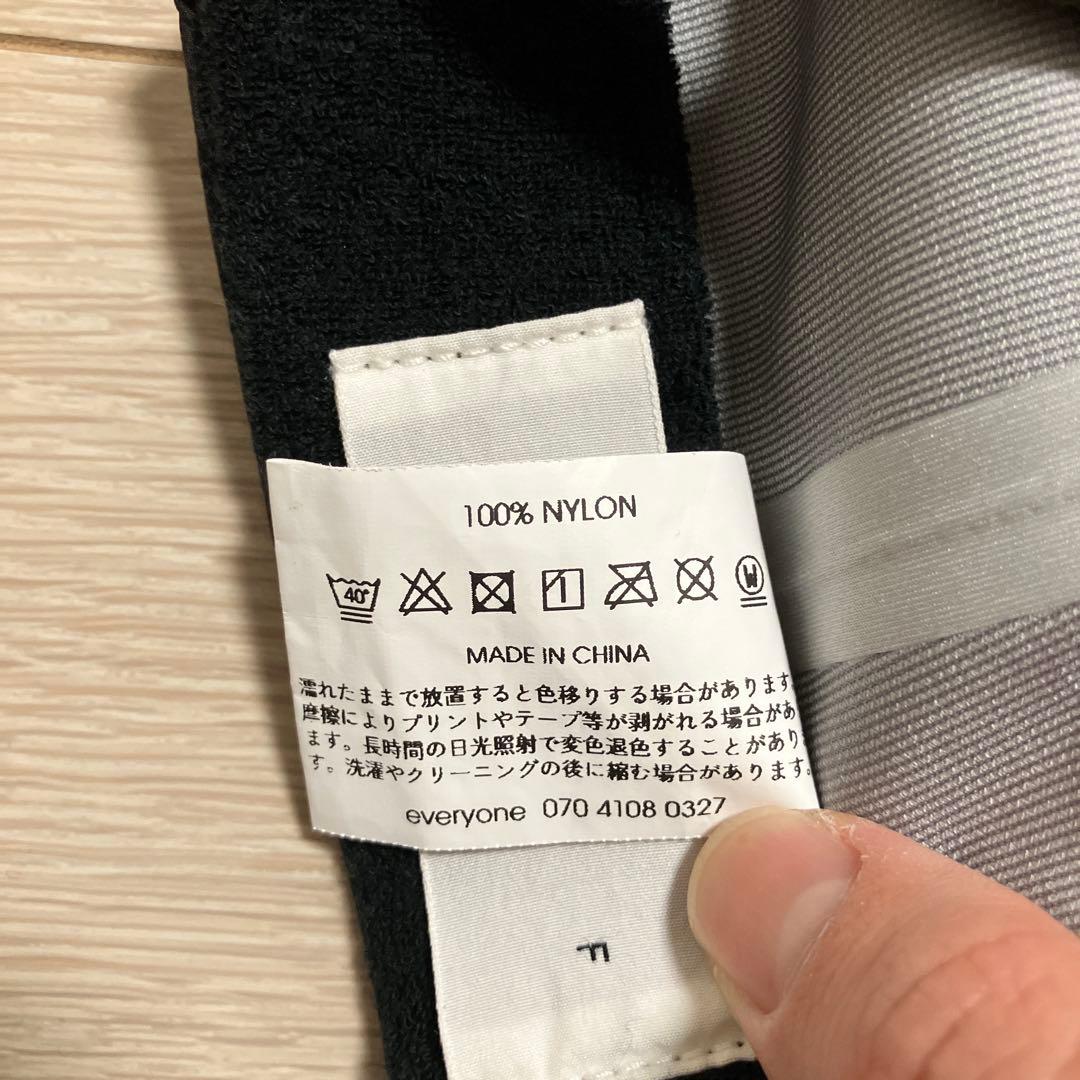 100% NYLON
40°
W
MADE IN CHINA
濡れたままで放置すると色移りする場合があります。
摩擦によりプリントやテープ等が剥がれる場合があり
ます。長時間の日光照射で変色退色することがありま
す。洗濯やクリーニングの後に縮む場合があります。
everyone 070 4108 0327
F